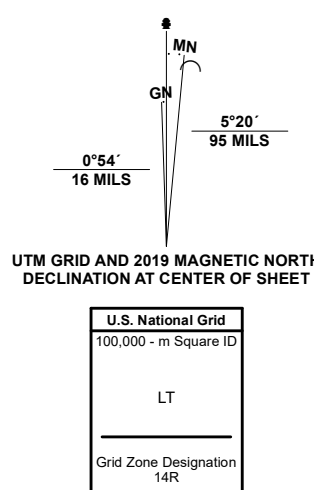 MN
GN
5°20´
95 MILS
0°54´
16 MILS
UTM GRID AND 2019 MAGNETIC NORTH
DECLINATION AT CENTER OF SHEET
U.S. National Grid
100,000 - m Square ID
LT
Grid Zone Designation
14R